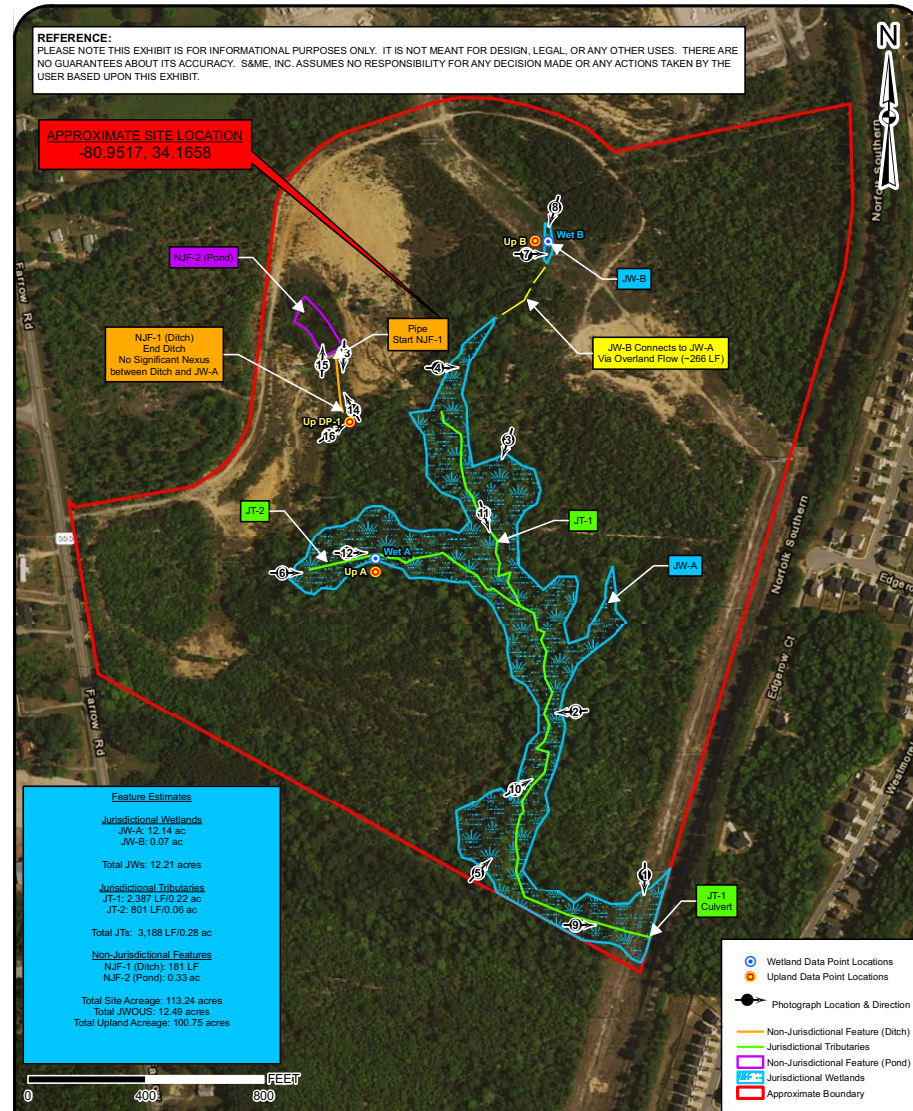 REFERENCE:
PLEASE NOTE THIS EXHIBIT IS FOR INFORMATIONAL PURPOSES ONLY. IT IS NOT MEANT FOR DESIGN, LEGAL, OR ANY OTHER USES. THERE ARE
NO GUARANTEES ABOUT ITS ACCURACY. S&ME, INC. ASSUMES NO RESPONSIBILITY FOR ANY DECISION MADE OR ANY ACTIONS TAKEN BY THE
USER BASED UPON THIS EXHIBIT.
N
APPROXIMATE SITE LOCATION
-80.9517, 34.1658
Norfolk Southern
8
Up B
Wet B
7
JW-B
NJF-2 (Pond)
Farrow Rd
Pipe
Start NJF-1
NJF-1 (Ditch)
End Ditch
No Significant Nexus
between Ditch and JW-A
JW-B Connects to JW-A
Via Overland Flow (~266 LF)
13
15
4
14
Up DP-1
16
3
JT-2
11
JT-1
Norfolk Southern
555
12
Wet A
Up A
6
JW-A
Edgerow Ct
Farrow Rd
2
10
Feature Estimates
Jurisdictional Wetlands
JW-A: 12.14 ac
JW-B: 0.07 ac
Total JWs: 12.21 acres
Jurisdictional Tributaries
JT-1: 2,387 LF/0.22 ac
JT-2: 801 LF/0.06 ac
Total JTs: 3,188 LF/0.28 ac
Non-Jurisdictional Features
NJF-1 (Ditch): 181 LF
NJF-2 (Pond): 0.33 ac
Total Site Acreage: 113.24 acres
Total JWOUS: 12.49 acres
Total Upland Acreage: 100.75 acres
5
1
JT-1
Culvert
9
Wetland Data Point Locations
Upland Data Point Locations
Photograph Location & Direction
Non-Jurisdictional Feature (Ditch)
Jurisdictional Tributaries
Non-Jurisdictional Feature (Pond)
Jurisdictional Wetlands
Approximate Boundary
FEET
0 400 800